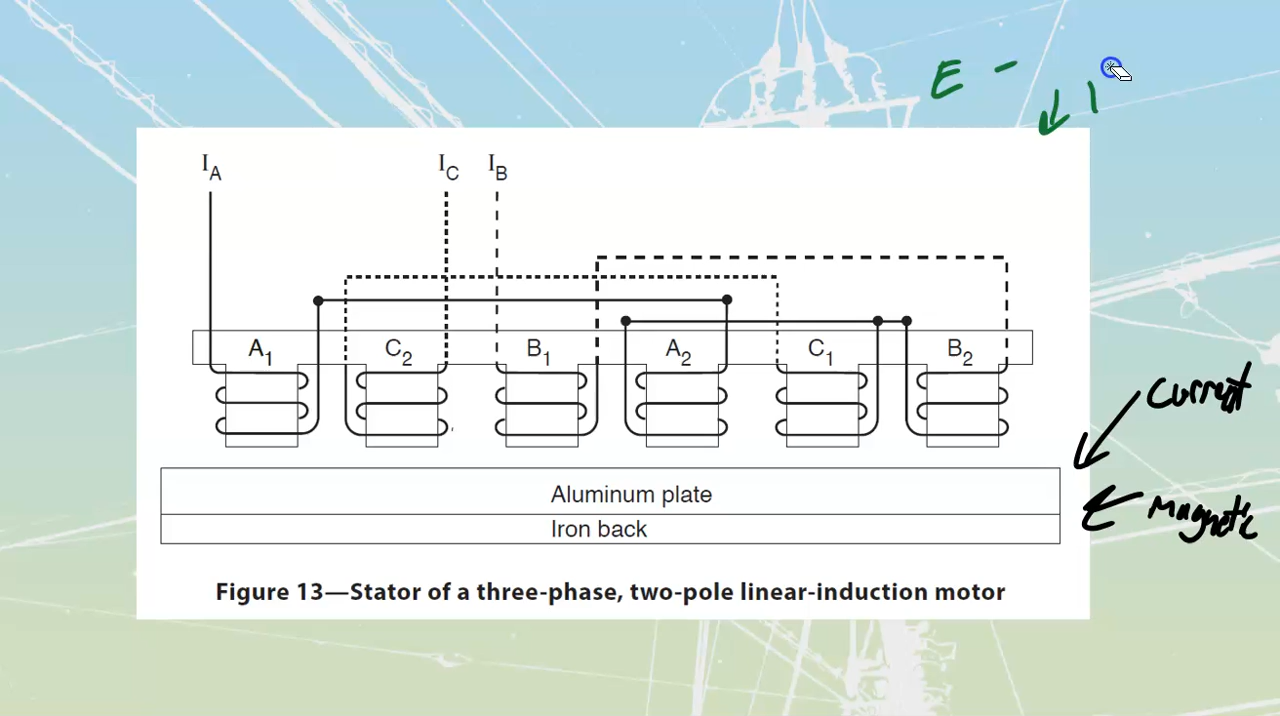 E -
↓ I
I_A I_C I_B
A_1 C_2 B_1 A_2 C_1 B_2
Current
Aluminum plate
Magnetic
Iron back
Figure 13—Stator of a three-phase, two-pole linear-induction motor